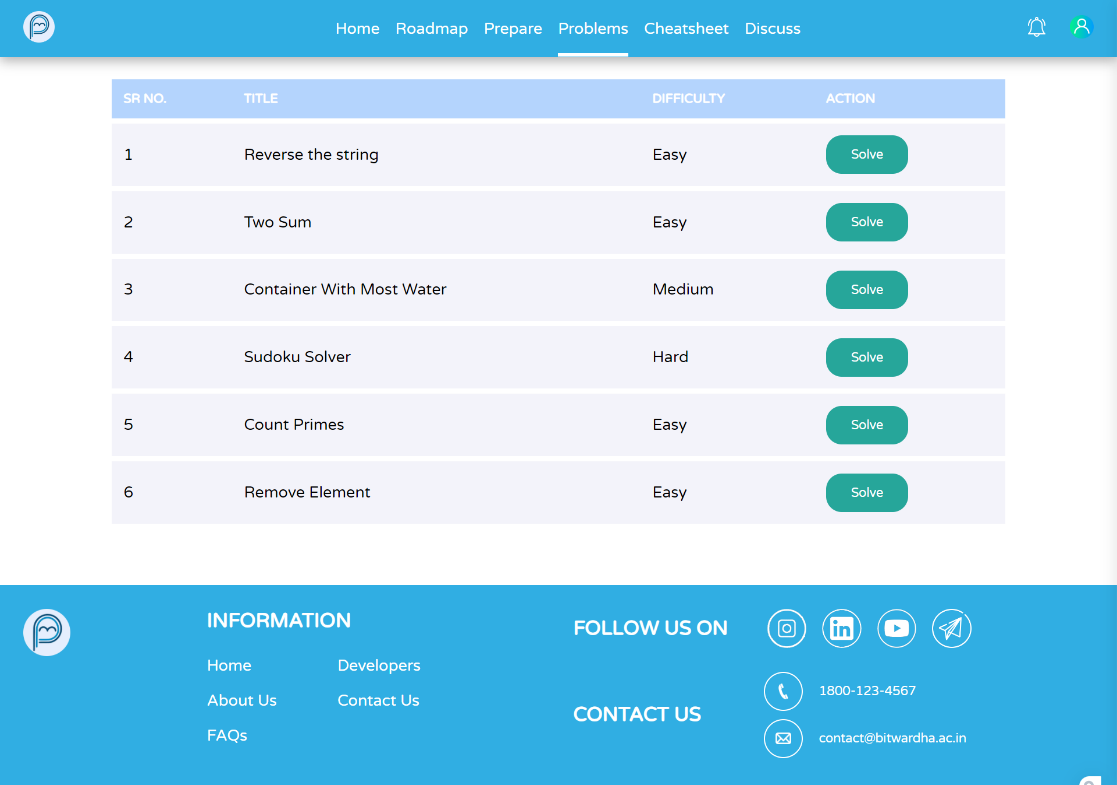 Home Roadmap Prepare Problems Cheatsheet Discuss
SR NO. TITLE DIFFICULTY ACTION
1 Reverse the string Easy Solve
2 Two Sum Easy Solve
3 Container With Most Water Medium Solve
4 Sudoku Solver Hard Solve
5 Count Primes Easy Solve
6 Remove Element Easy Solve
INFORMATION
Home Developers
About Us Contact Us
FAQs
FOLLOW US ON
in
CONTACT US
1800-123-4567
contact@bitwardha.ac.in